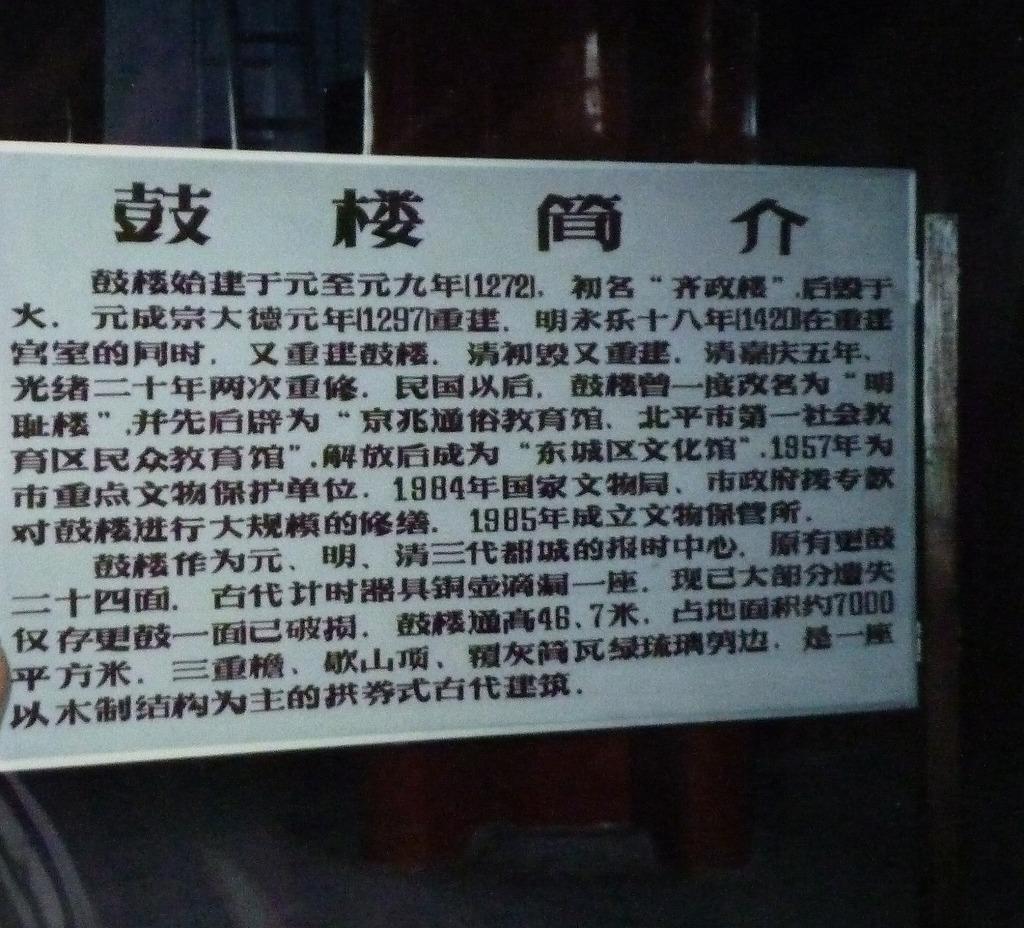 鼓楼简介
鼓楼始建于元至元九年(1272). 初名“齐政楼”.后毁于
火. 元成宗大德元年(1297)重建. 明永乐十八年(1420)在重建
宫室的同时. 又重建鼓楼. 清初毁又重建. 清嘉庆五年、
光绪二十年两次重修. 民国以后. 鼓楼曾一度改名为“明
耻楼”.并先后辟为“京兆通俗教育馆. 北平市第一社会教
育区民众教育馆”.解放后成为“东城区文化馆”.1957年为
市重点文物保护单位. 1984年国家文物局、市政府拨专款
对鼓楼进行大规模的修缮. 1985年成立文物保管所.
鼓楼作为元、明、清三代都城的报时中心. 原有更鼓
二十四面. 古代计时器具铜壶滴漏一座. 现已大部分遗失
仅存更鼓一面已破损. 鼓楼通高46.7米. 占地面积约7000
平方米. 三重檐、歇山顶、覆灰筒瓦绿琉璃剪边. 是一座
以木制结构为主的拱券式古代建筑.